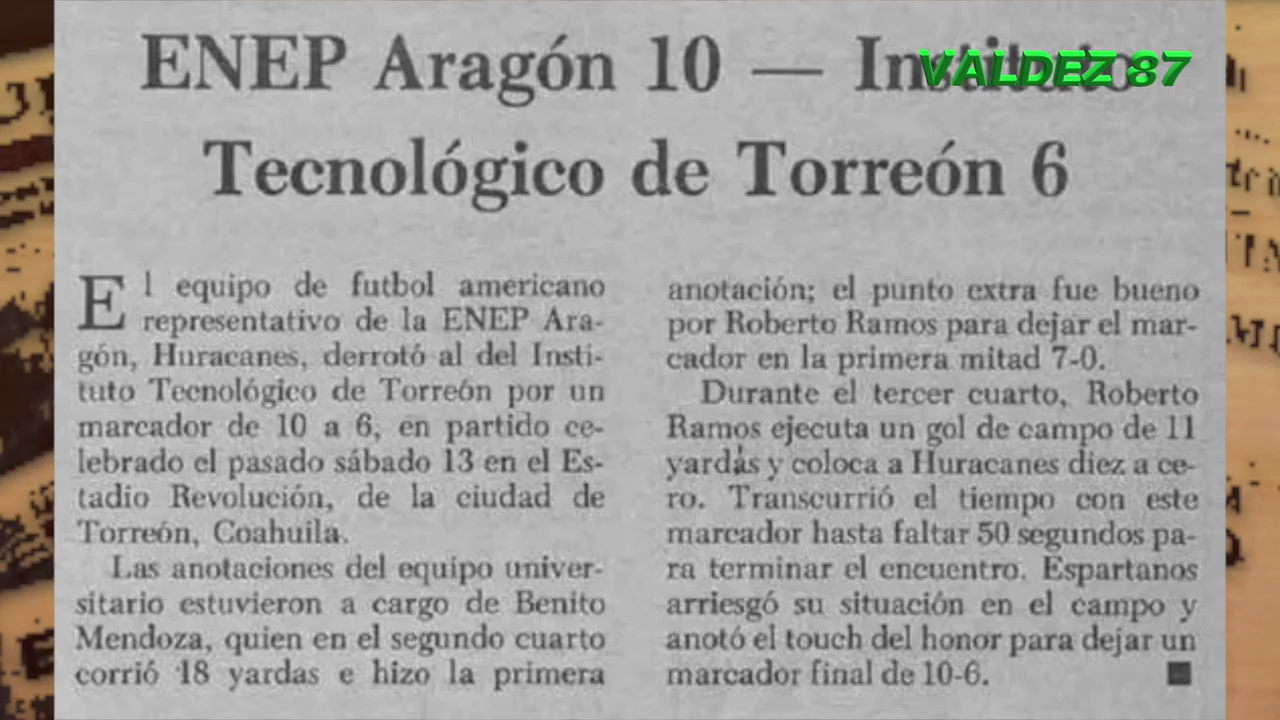 ENEP Aragón 10 — Instituto
VALDEZ 87
Tecnológico de Torreón 6
El equipo de futbol americano
representativo de la ENEP Ara-
gón, Huracanes, derrotó al del Insti-
tuto Tecnológico de Torreón por un
marcador de 10 a 6, en partido ce-
lebrado el pasado sábado 13 en el Es-
tadio Revolución, de la ciudad de
Torreón, Coahuila.
Las anotaciones del equipo univer-
sitario estuvieron a cargo de Benito
Mendoza, quien en el segundo cuarto
corrió 18 yardas e hizo la primera
anotación; el punto extra fue bueno
por Roberto Ramos para dejar el mar-
cador en la primera mitad 7-0.
Durante el tercer cuarto, Roberto
Ramos ejecuta un gol de campo de 11
yardas y coloca a Huracanes diez a ce-
ro. Transcurrió el tiempo con este
marcador hasta faltar 50 segundos pa-
ra terminar el encuentro. Espartanos
arriesgó su situación en el campo y
anotó el touch del honor para dejar un
marcador final de 10-6.